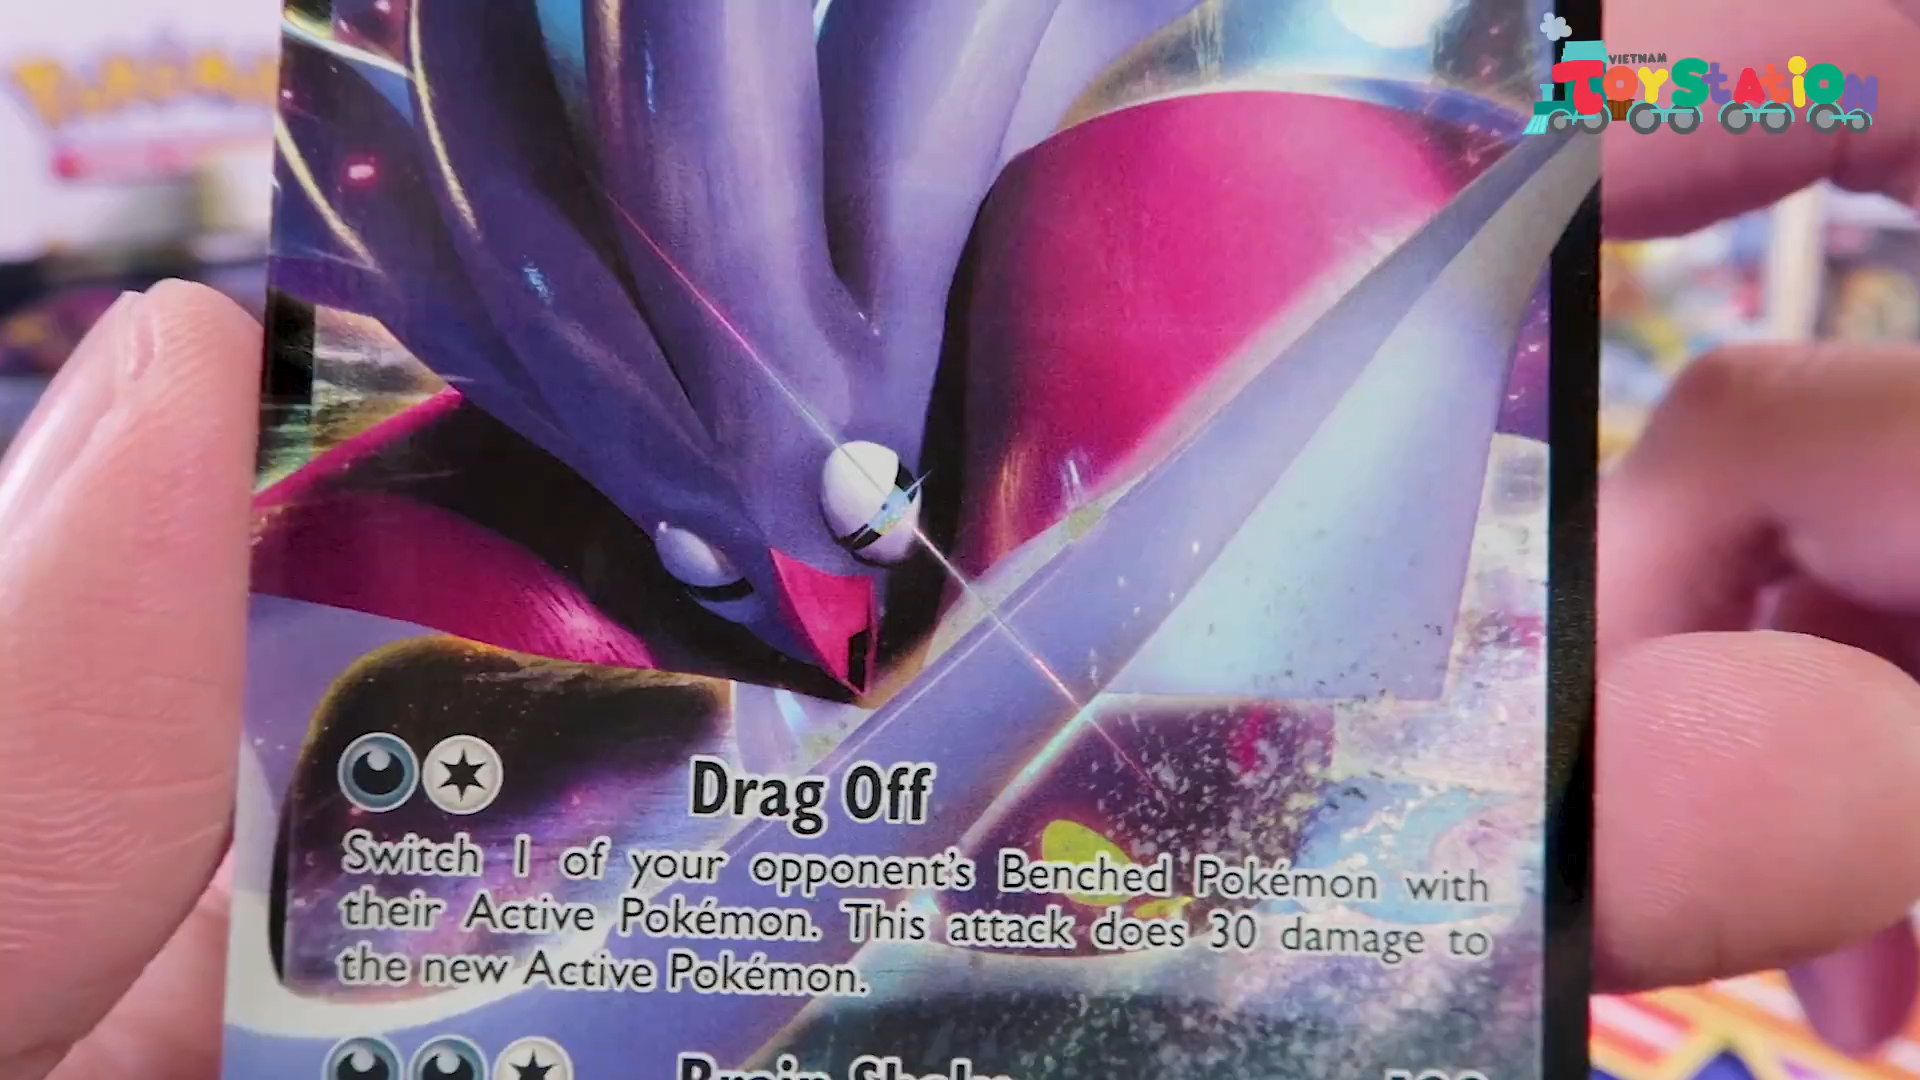 VIETNAM
TOYStAtiON
Pokémon
Drag Off
Switch 1 of your opponent's Benched Pokémon with
their Active Pokémon. This attack does 30 damage to
the new Active Pokémon.